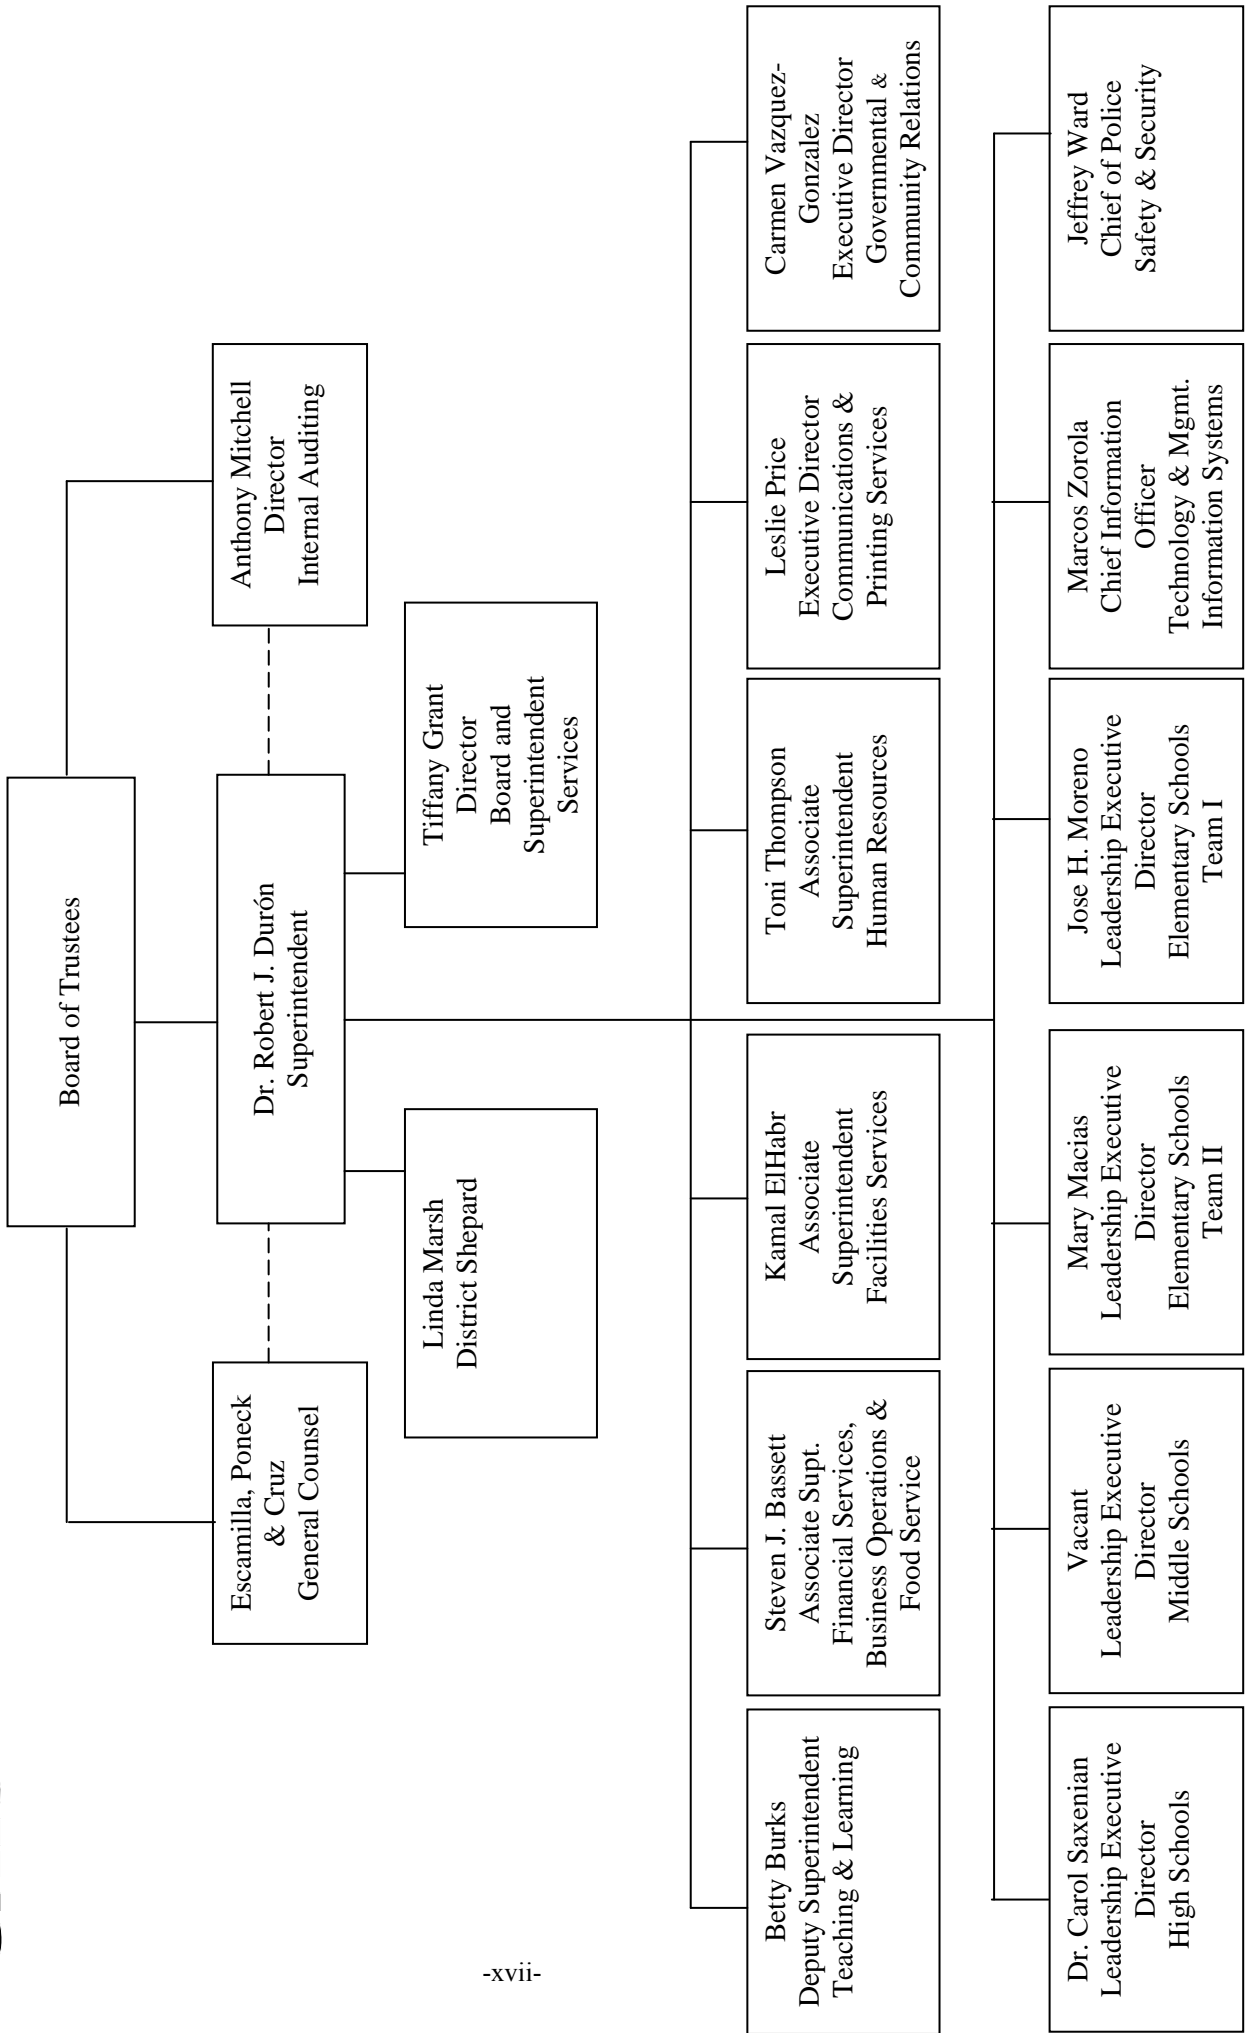 Board of Trustees
Escamilla, Poneck
& Cruz
General Counsel
Dr. Robert J. Durón
Superintendent
Anthony Mitchell
Director
Internal Auditing
Linda Marsh
District Shepard
Tiffany Grant
Director
Board and
Superintendent
Services
Betty Burks
Deputy Superintendent
Teaching & Learning
Steven J. Bassett
Associate Supt.
Financial Services,
Business Operations &
Food Service
Kamal ElHabr
Associate
Superintendent
Facilities Services
Toni Thompson
Associate
Superintendent
Human Resources
Leslie Price
Executive Director
Communications &
Printing Services
Carmen Vazquez-
Gonzalez
Executive Director
Governmental &
Community Relations
Dr. Carol Saxenian
Leadership Executive
Director
High Schools
Vacant
Leadership Executive
Director
Middle Schools
Mary Macias
Leadership Executive
Director
Elementary Schools
Team II
Jose H. Moreno
Leadership Executive
Director
Elementary Schools
Team I
Marcos Zorola
Chief Information
Officer
Technology & Mgmt.
Information Systems
Jeffrey Ward
Chief of Police
Safety & Security
-xvii-